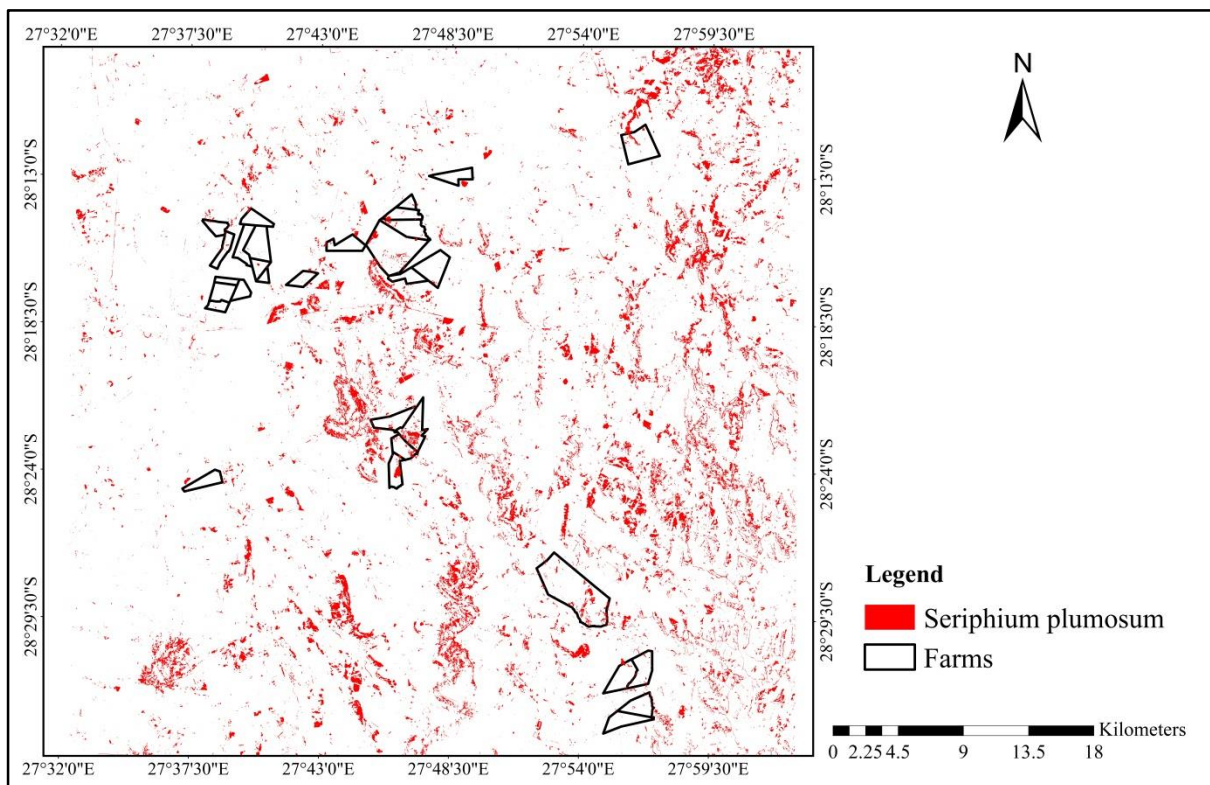 27°32'0"E 27°37'30"E 27°43'0"E 27°48'30"E 27°54'0"E 27°59'30"E
N
28°13'0"S 28°13'0"S
28°18'30"S 28°18'30"S
28°24'0"S 28°24'0"S
Legend
Seriphium plumosum
28°29'30"S 28°29'30"S
Farms
Kilometers
0 2.25 4.5 9 13.5 18
27°32'0"E 27°37'30"E 27°43'0"E 27°48'30"E 27°54'0"E 27°59'30"E